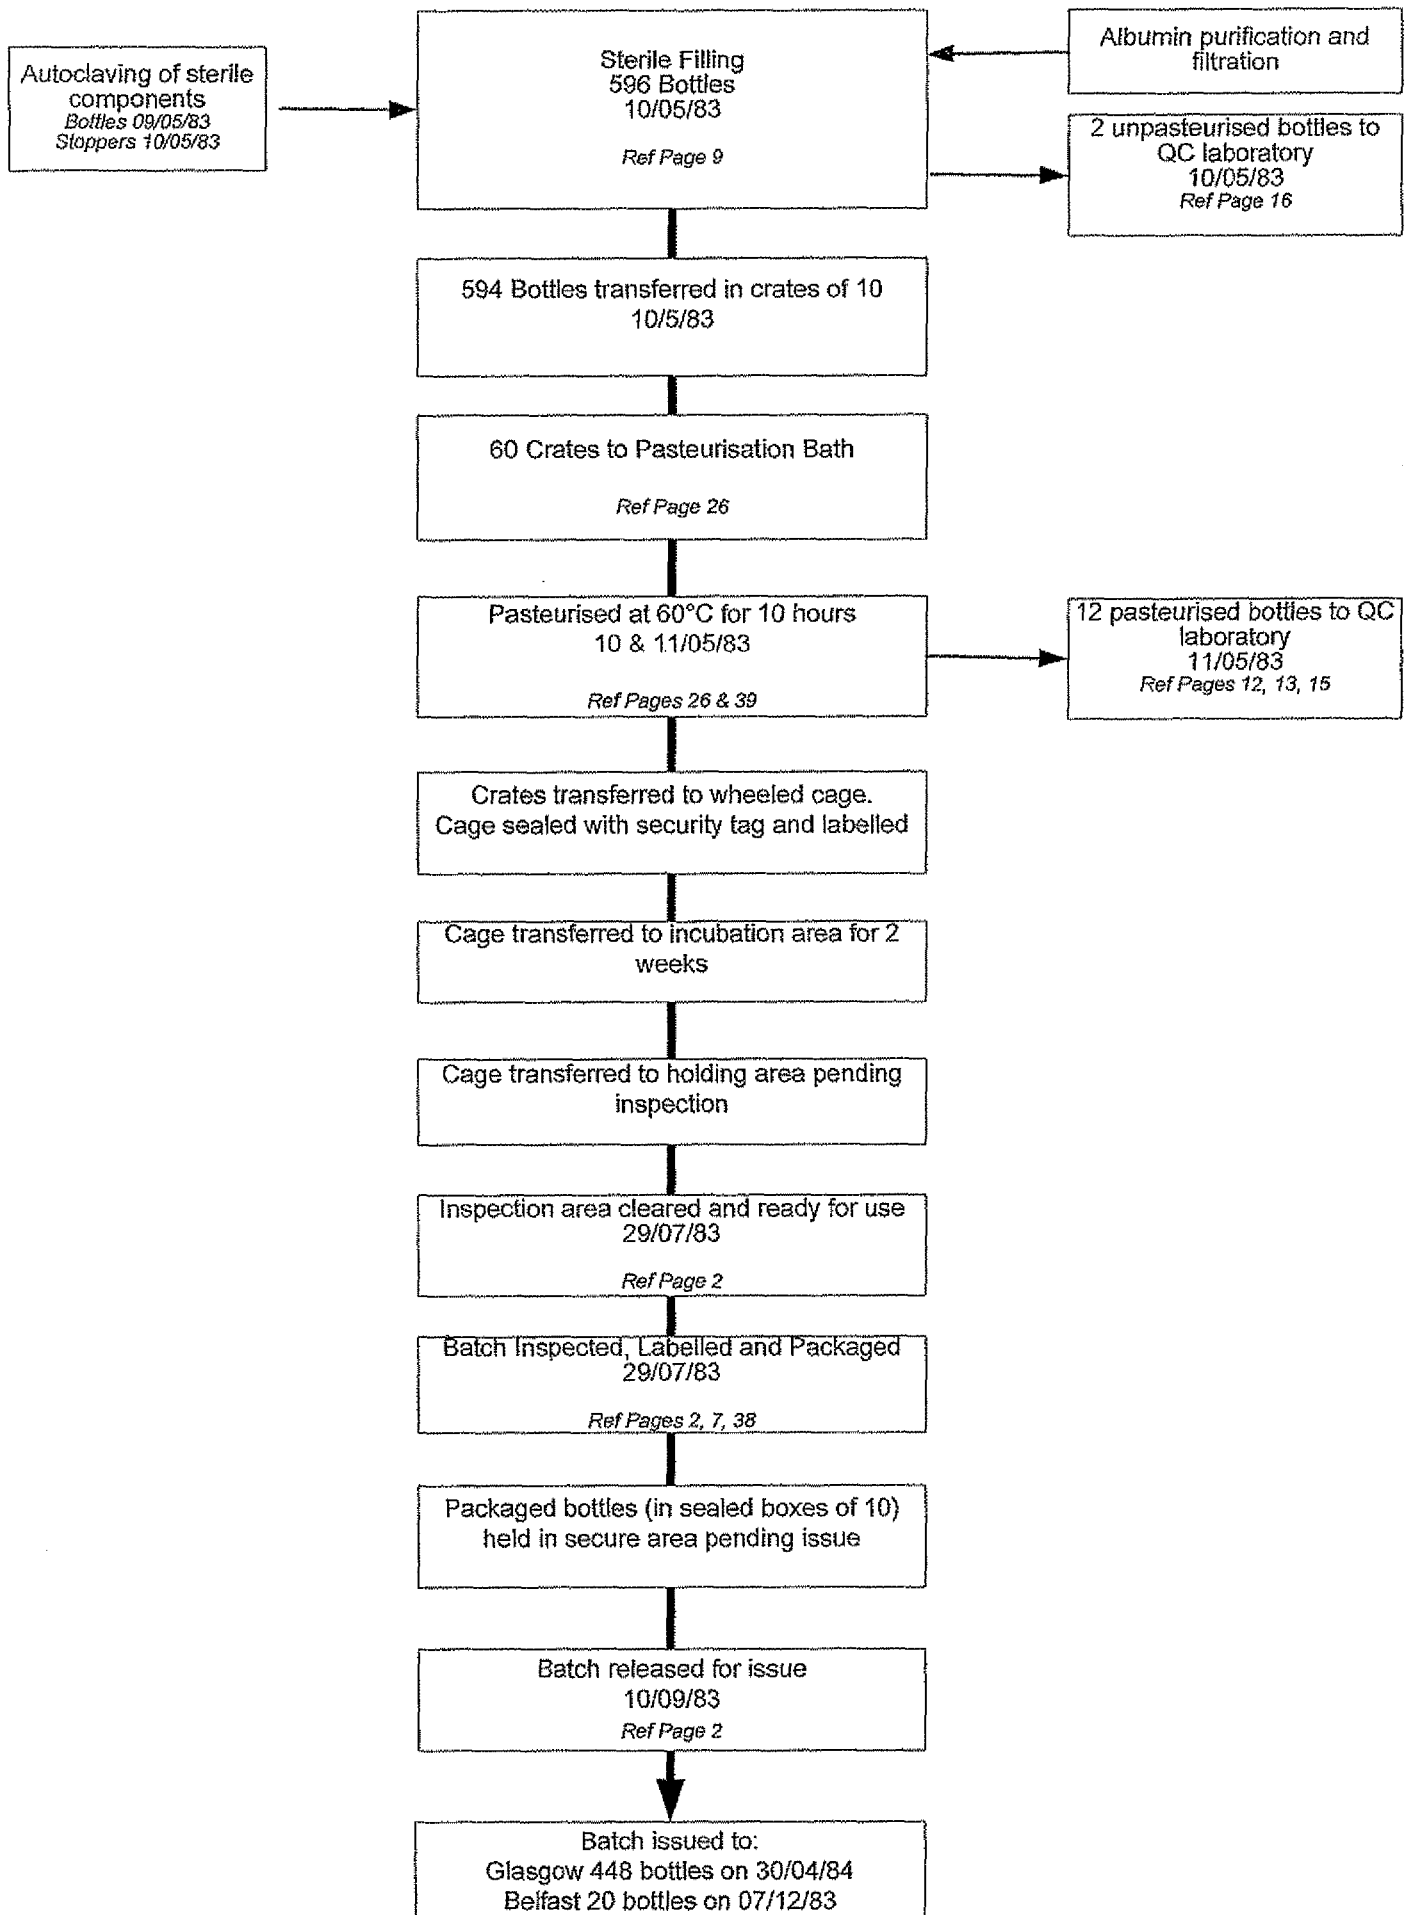 Autoclaving of sterile
components
Bottles 09/05/83
Stoppers 10/05/83
Sterile Filling
596 Bottles
10/05/83
Ref Page 9
Albumin purification and
filtration
2 unpasteurised bottles to
QC laboratory
10/05/83
Ref Page 16
594 Bottles transferred in crates of 10
10/5/83
60 Crates to Pasteurisation Bath
Ref Page 26
Pasteurised at 60°C for 10 hours
10 & 11/05/83
Ref Pages 26 & 39
12 pasteurised bottles to QC
laboratory
11/05/83
Ref Pages 12, 13, 15
Crates transferred to wheeled cage.
Cage sealed with security tag and labelled
Cage transferred to incubation area for 2
weeks
Cage transferred to holding area pending
inspection
Inspection area cleared and ready for use
29/07/83
Ref Page 2
Batch Inspected, Labelled and Packaged
29/07/83
Ref Pages 2, 7, 38
Packaged bottles (in sealed boxes of 10)
held in secure area pending issue
Batch released for issue
10/09/83
Ref Page 2
Batch issued to:
Glasgow 448 bottles on 30/04/84
Belfast 20 bottles on 07/12/83